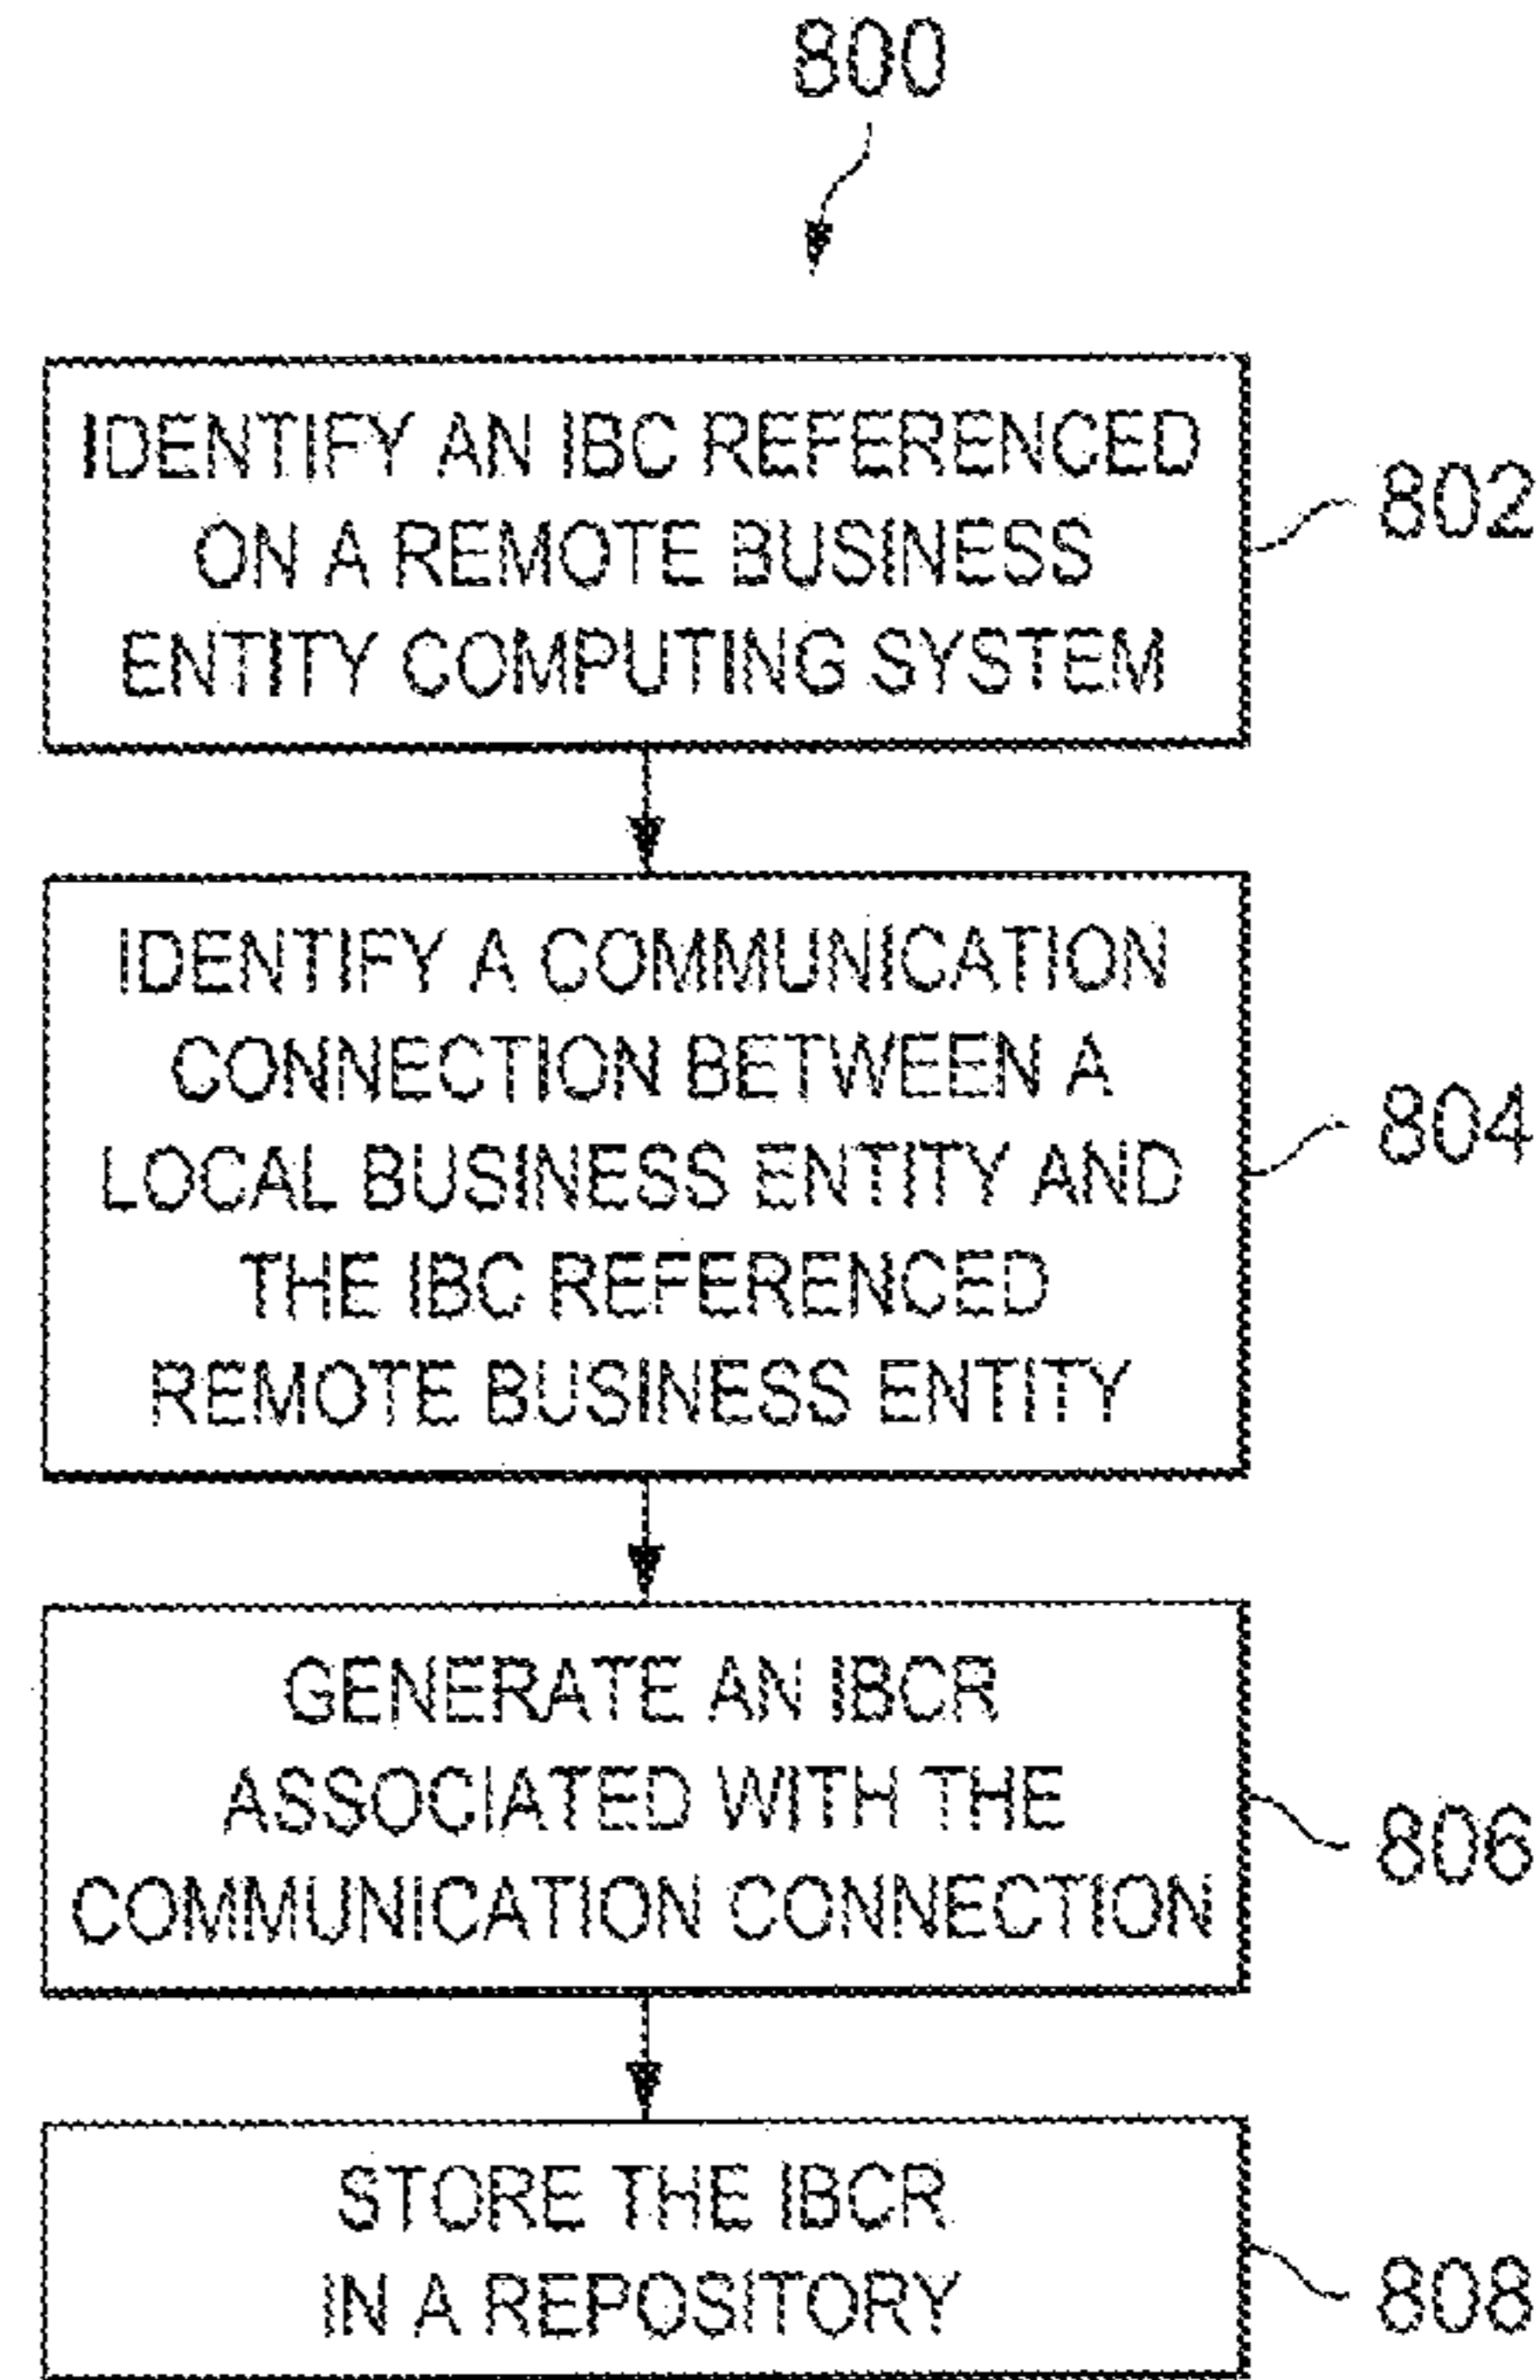 800
IDENTIFY AN IBC REFERENCED
ON A REMOTE BUSINESS
ENTITY COMPUTING SYSTEM
802
IDENTIFY A COMMUNICATION
CONNECTION BETWEEN A
LOCAL BUSINESS ENTITY AND
THE IBC REFERENCED
REMOTE BUSINESS ENTITY
804
GENERATE AN IBCR
ASSOCIATED WITH THE
COMMUNICATION CONNECTION
806
STORE THE IBCR
IN A REPOSITORY
808